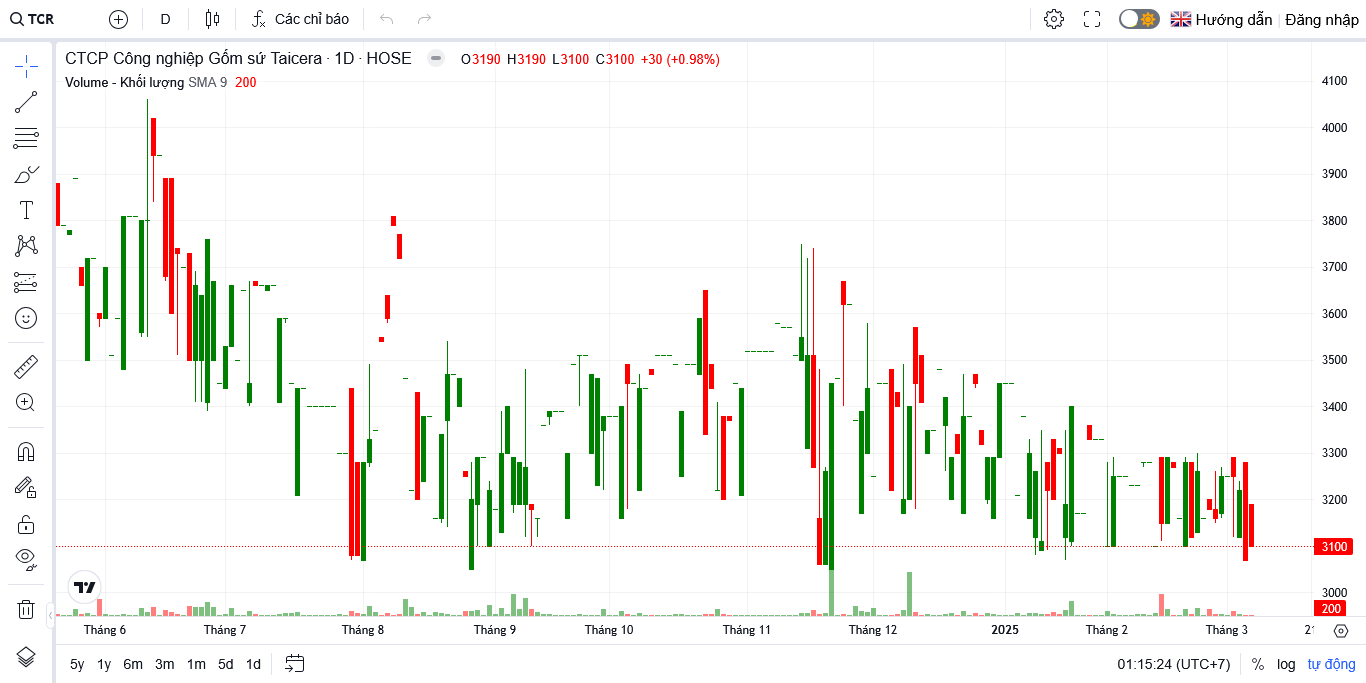 TCR D Các chỉ báo Hướng dẫn Đăng nhập
CTCP Công nghiệp Gốm sứ Taicera · 1D · HOSE O3190 H3190 L3100 C3100 +30 (+0.98%)
Volume - Khối lượng SMA 9 200
4100
4000
3900
3800
3700
3600
3500
3400
3300
3200
3100
3000
200
Tháng 6 Tháng 7 Tháng 8 Tháng 9 Tháng 10 Tháng 11 Tháng 12 2025 Tháng 2 Tháng 3
5y 1y 6m 3m 1m 5d 1d 01:15:24 (UTC+7) % log tự động